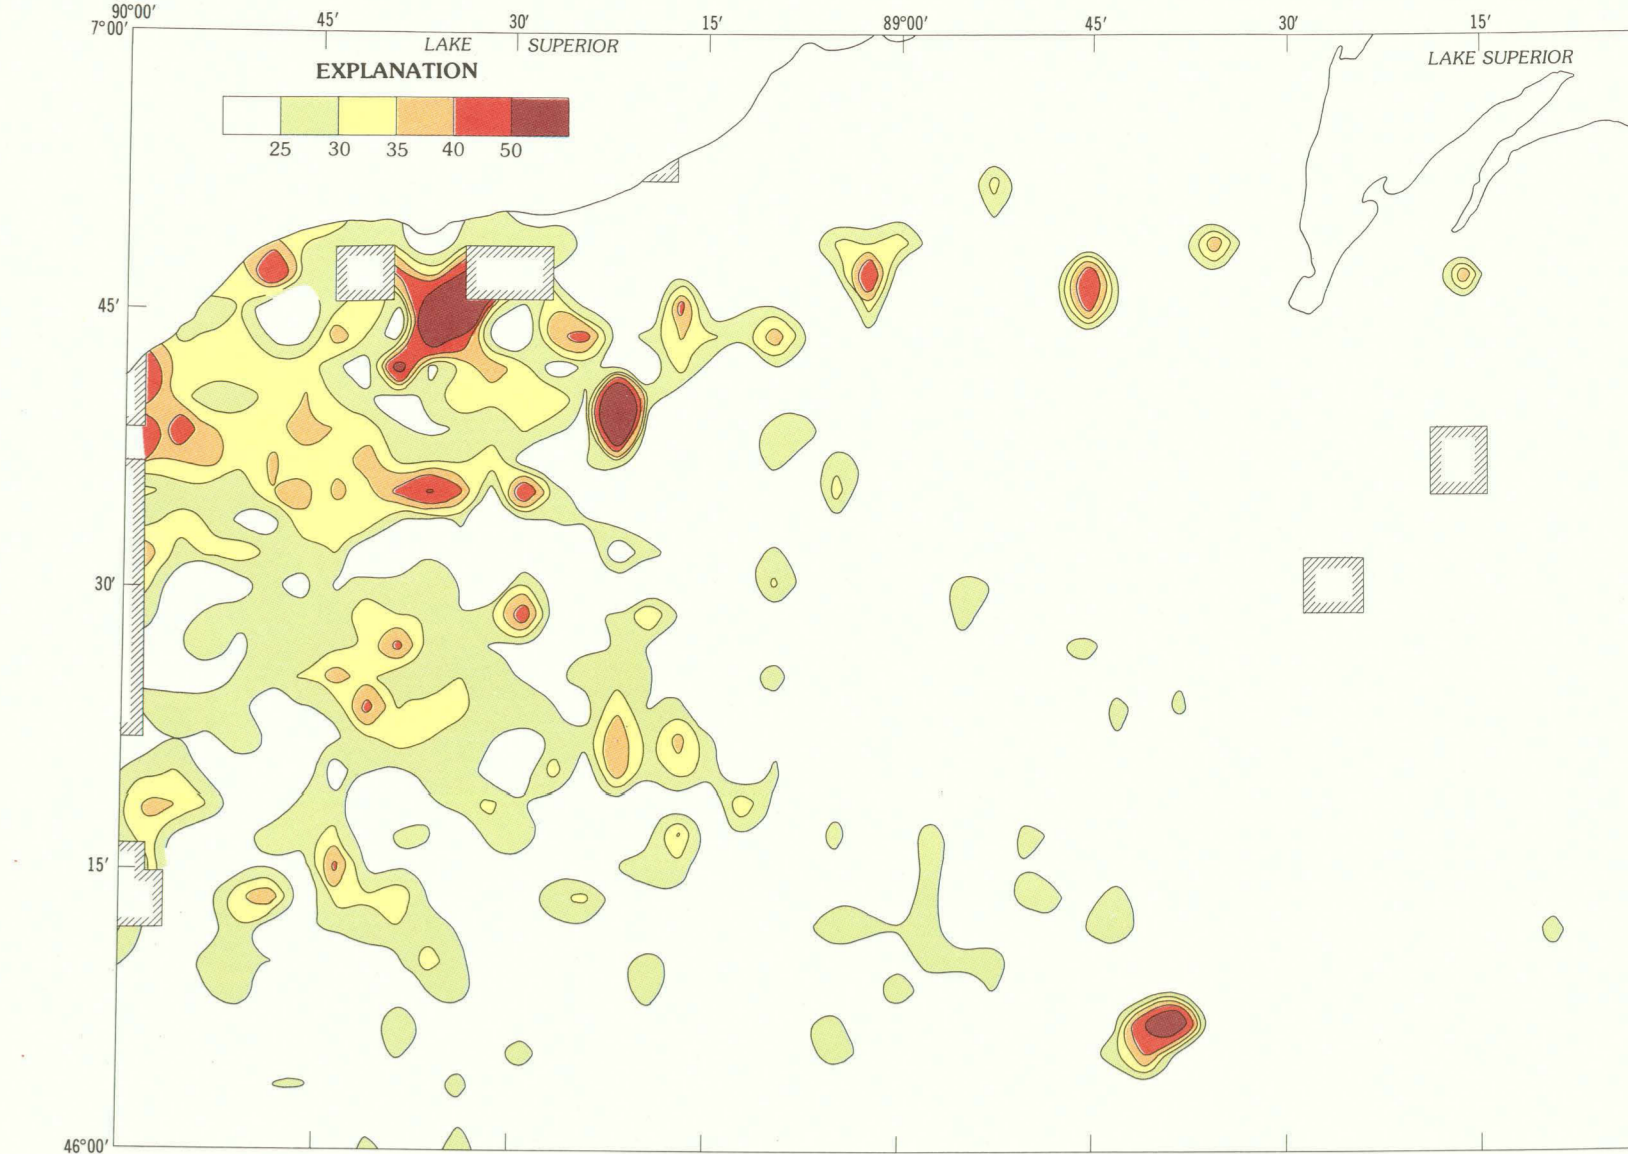 90°00′ 45′ 30′ 15′ 89°00′ 45′ 30′ 15′
7°00′
LAKE SUPERIOR
LAKE SUPERIOR
EXPLANATION
25 30 35 40 50
45′
30′
15′
46°00′